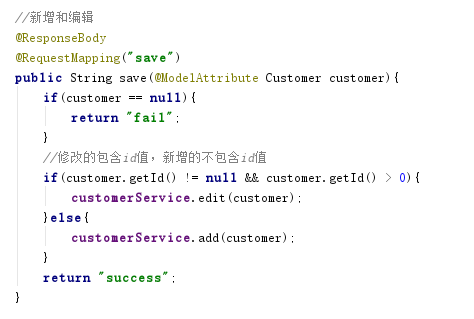 //新增和编辑
@ResponseBody
@RequestMapping("save")
public String save(@ModelAttribute Customer customer){
    if(customer == null){
        return "fail";
    }
    //修改的包含id值，新增的不包含id值
    if(customer.getId() != null && customer.getId() > 0){
        customerService.edit(customer);
    }else{
        customerService.add(customer);
    }
    return "success";
}